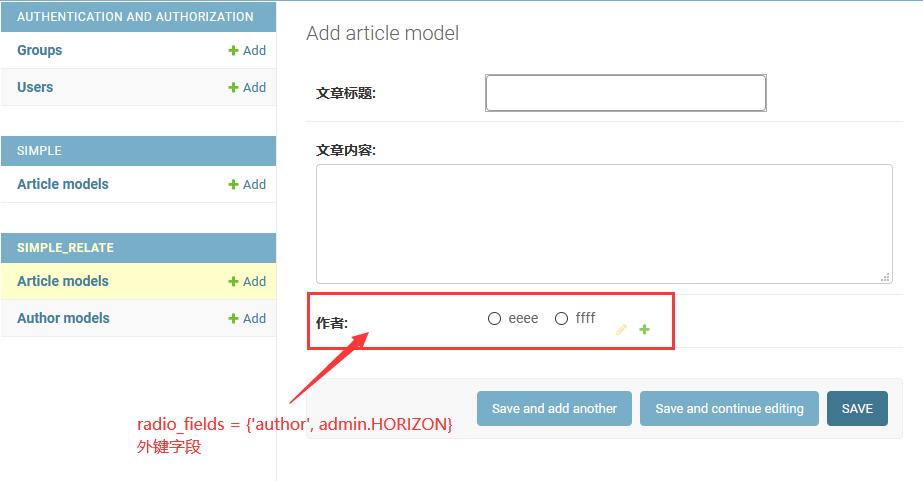 AUTHENTICATION AND AUTHORIZATION
Groups
Add
Users
Add
SIMPLE
Article models
Add
SIMPLE_RELATE
Article models
Add
Author models
Add
Add article model
文章标题:
文章内容:
作者:
eeee
ffff
Save and add another
Save and continue editing
SAVE
radio_fields = {'author', admin.HORIZON}
外键字段